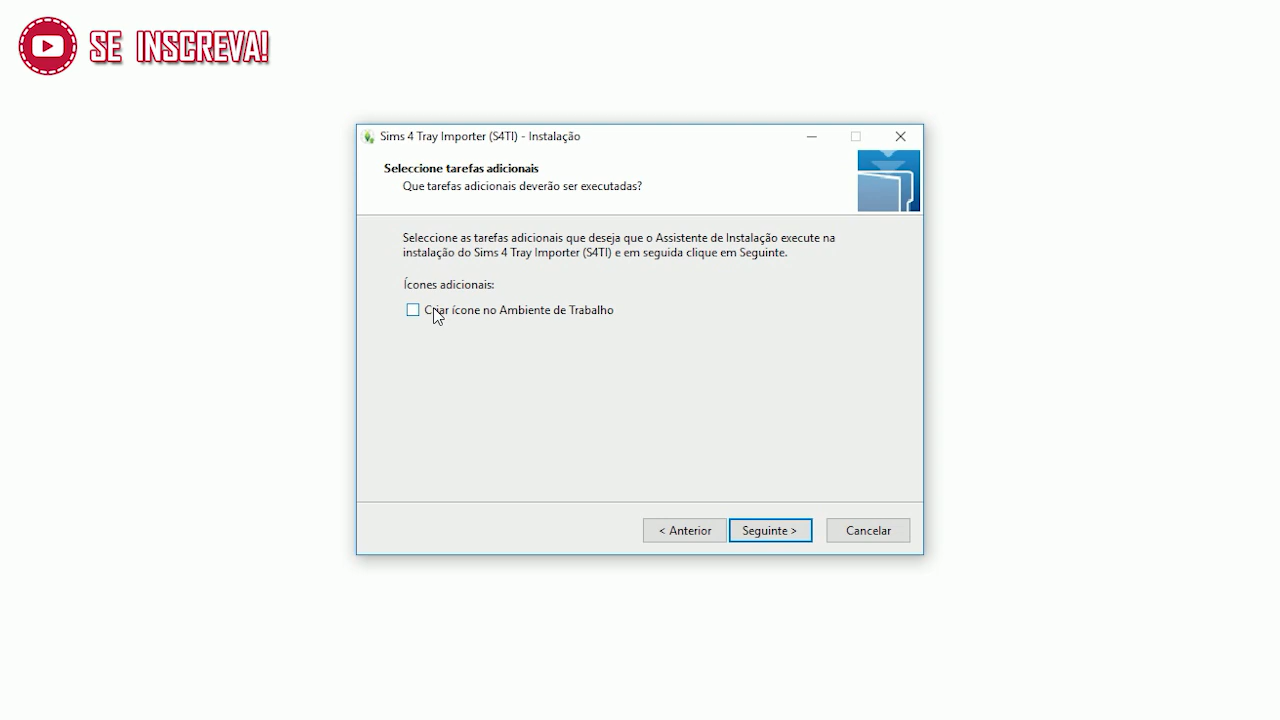 SE INSCREVA!
Sims 4 Tray Importer (S4TI) - Instalação
Seleccione tarefas adicionais
Que tarefas adicionais deverão ser executadas?
Seleccione as tarefas adicionais que deseja que o Assistente de Instalação execute na
instalação do Sims 4 Tray Importer (S4TI) e em seguida clique em Seguinte.
Ícones adicionais:
Criar ícone no Ambiente de Trabalho
< Anterior
Seguinte >
Cancelar